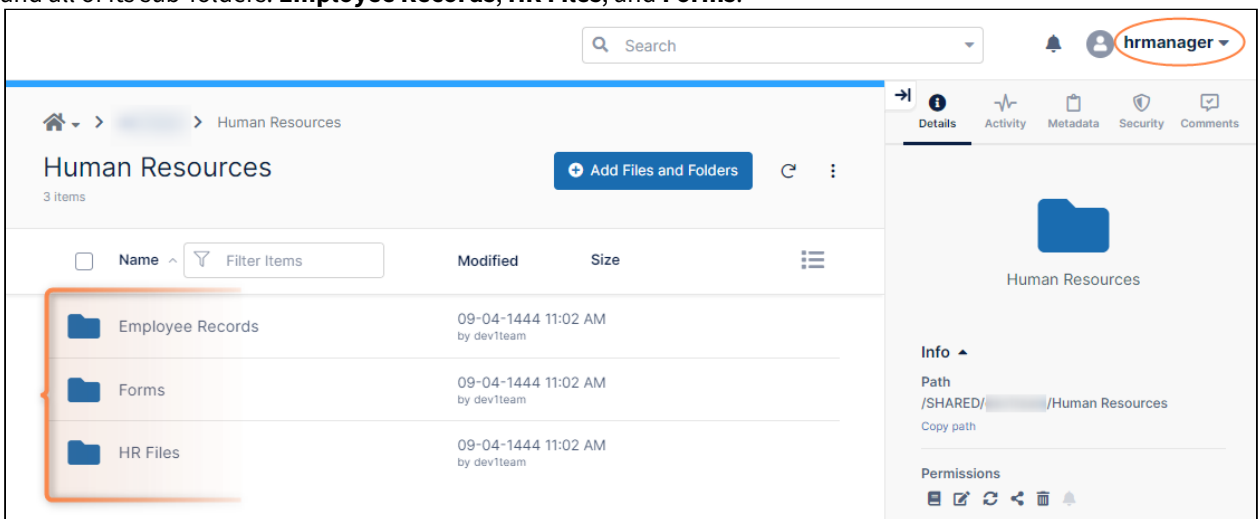 and all of its sub-folders: Employee Records, HR Files, and Forms.
Search
hrmanager
> > Human Resources
Human Resources
3 items
Add Files and Folders
Details Activity Metadata Security Comments
Name Filter Items Modified Size
Employee Records 09-04-1444 11:02 AM
by dev1team
Forms 09-04-1444 11:02 AM
by dev1team
HR Files 09-04-1444 11:02 AM
by dev1team
Human Resources
Info
Path
/SHARED/ /Human Resources
Copy path
Permissions